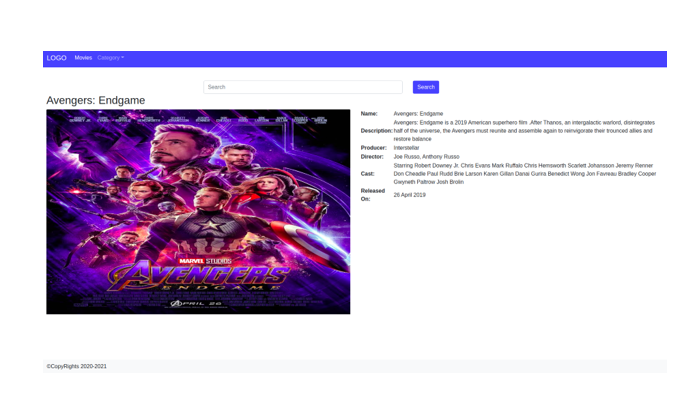 LOGO Movies Category
Search Search
Avengers: Endgame
Name: Avengers: Endgame
Avengers: Endgame is a 2019 American superhero film .After Thanos, an intergalactic warlord, disintegrates
Description: half of the universe, the Avengers must reunite and assemble again to reinvigorate their trounced allies and
restore balance
Producer: Interstellar
Director: Joe Russo, Anthony Russo
Starring Robert Downey Jr. Chris Evans Mark Ruffalo Chris Hemsworth Scarlett Johansson Jeremy Renner
Cast: Don Cheadle Paul Rudd Brie Larson Karen Gillan Danai Gurira Benedict Wong Jon Favreau Bradley Cooper
Gwyneth Paltrow Josh Brolin
Released
On: 26 April 2019
MARVEL STUDIOS
AVENGERS
ENDGAME
APRIL 26
©CopyRights 2020-2021